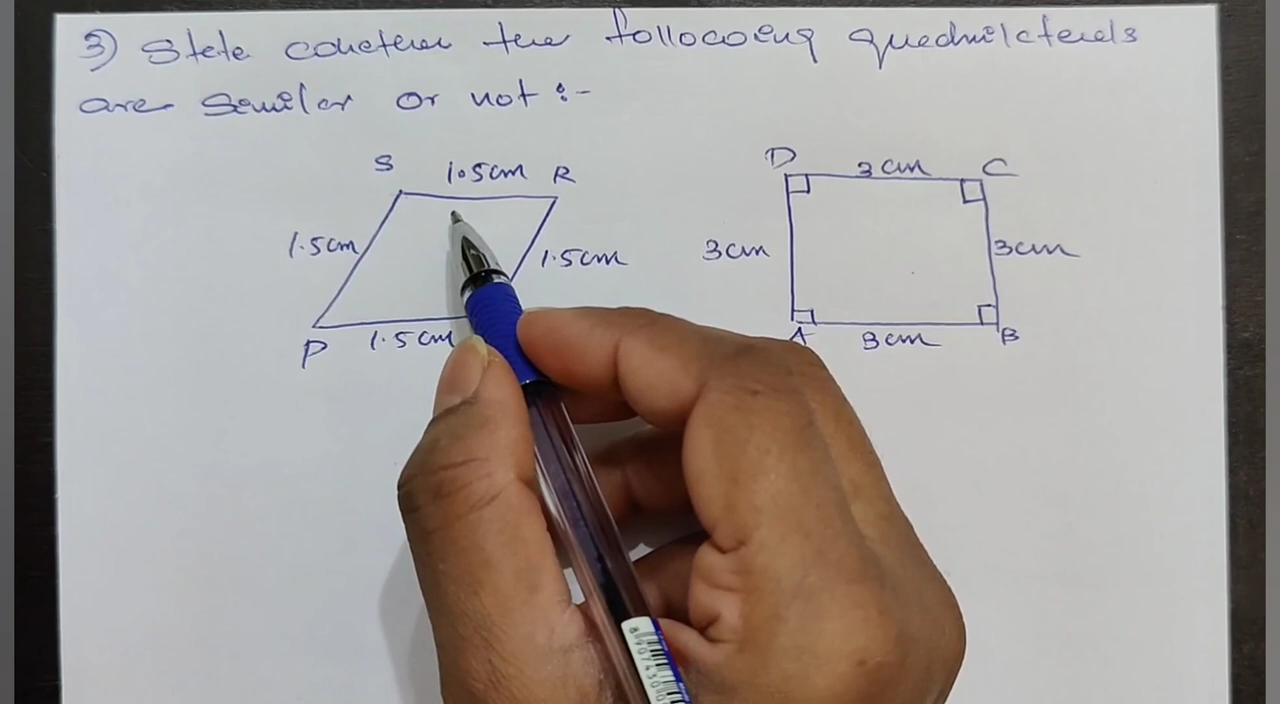 3) State whether the following quadrilaterals
are similar or not :-
S 1.5cm R
D 3cm C
1.5cm 1.5cm
3cm 3cm
P 1.5cm
A 3cm B